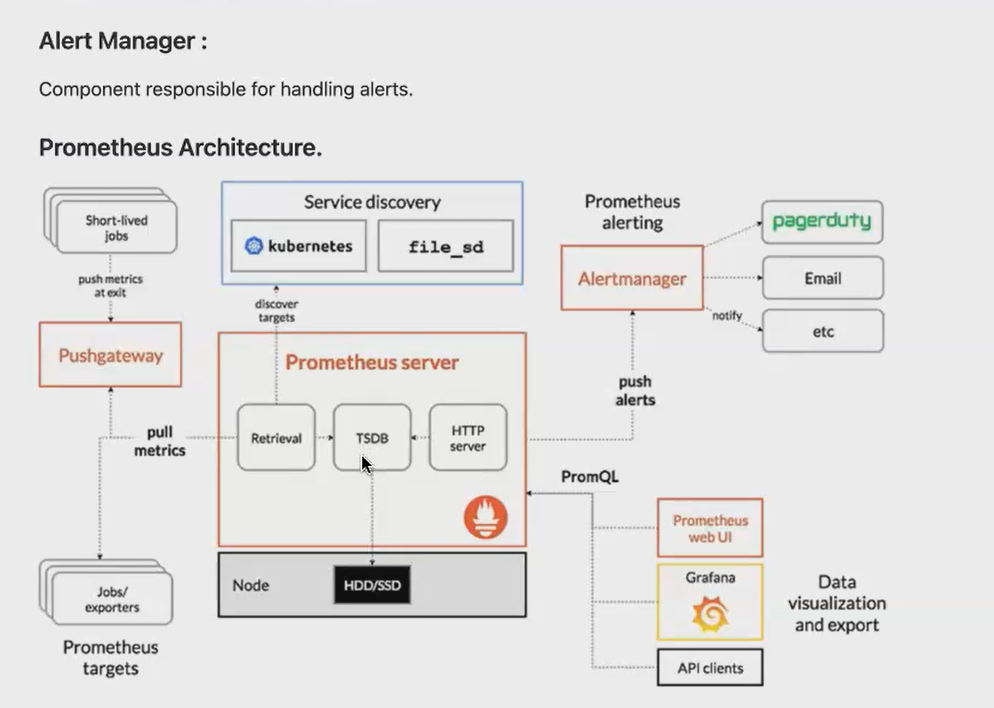 Alert Manager :
Component responsible for handling alerts.
Prometheus Architecture.
Short-lived
jobs
push metrics
at exit
Pushgateway
pull
metrics
Jobs/
exporters
Prometheus
targets
Service discovery
kubernetes
file_sd
discover
targets
Prometheus server
Retrieval
TSDB
HTTP
server
Node
HDD/SSD
Prometheus
alerting
Alertmanager
pagerduty
Email
notify
etc
push
alerts
PromQL
Prometheus
web UI
Grafana
API clients
Data
visualization
and export